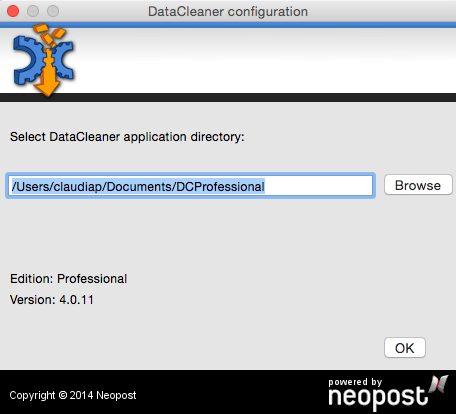 DataCleaner configuration
Select DataCleaner application directory:
/Users/claudiap/Documents/DCProfessional
Browse
Edition: Professional
Version: 4.0.11
OK
Copyright © 2014 Neopost
powered by
neopost